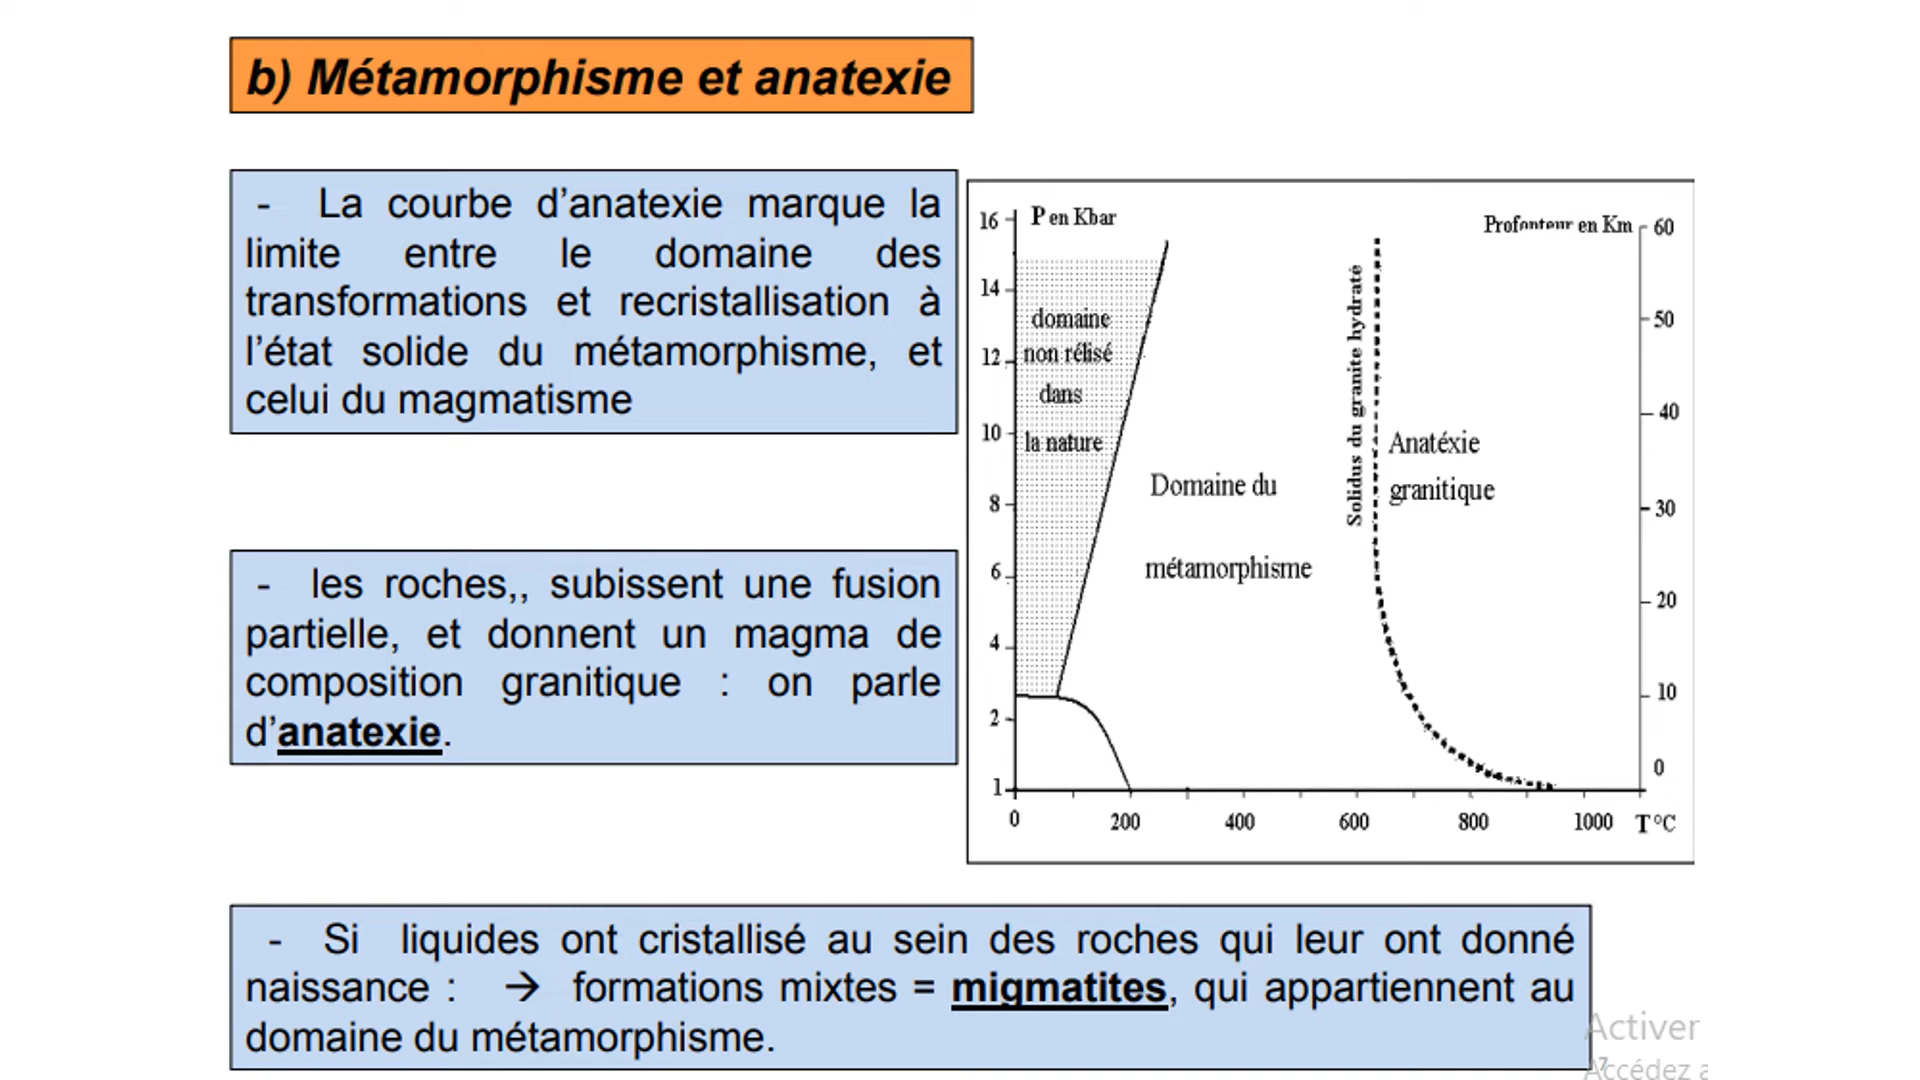 b) Métamorphisme et anatexie
- La courbe d’anatexie marque la
limite entre le domaine des
transformations et recristallisation à
l’état solide du métamorphisme, et
celui du magmatisme
- les roches,, subissent une fusion
partielle, et donnent un magma de
composition granitique : on parle
d’anatexie.
P en Kbar
Profonteur en Km
16
14
12
10
8
6
4
2
1
domaine
non rélisé
dans
la nature
Domaine du
métamorphisme
Solidus du granite hydraté
Anatéxie
granitique
60
50
40
30
20
10
0
0 200 400 600 800 1000 T°C
- Si liquides ont cristallisé au sein des roches qui leur ont donné
naissance : → formations mixtes = migmatites, qui appartiennent au
domaine du métamorphisme.
Activer
Accédez a
7